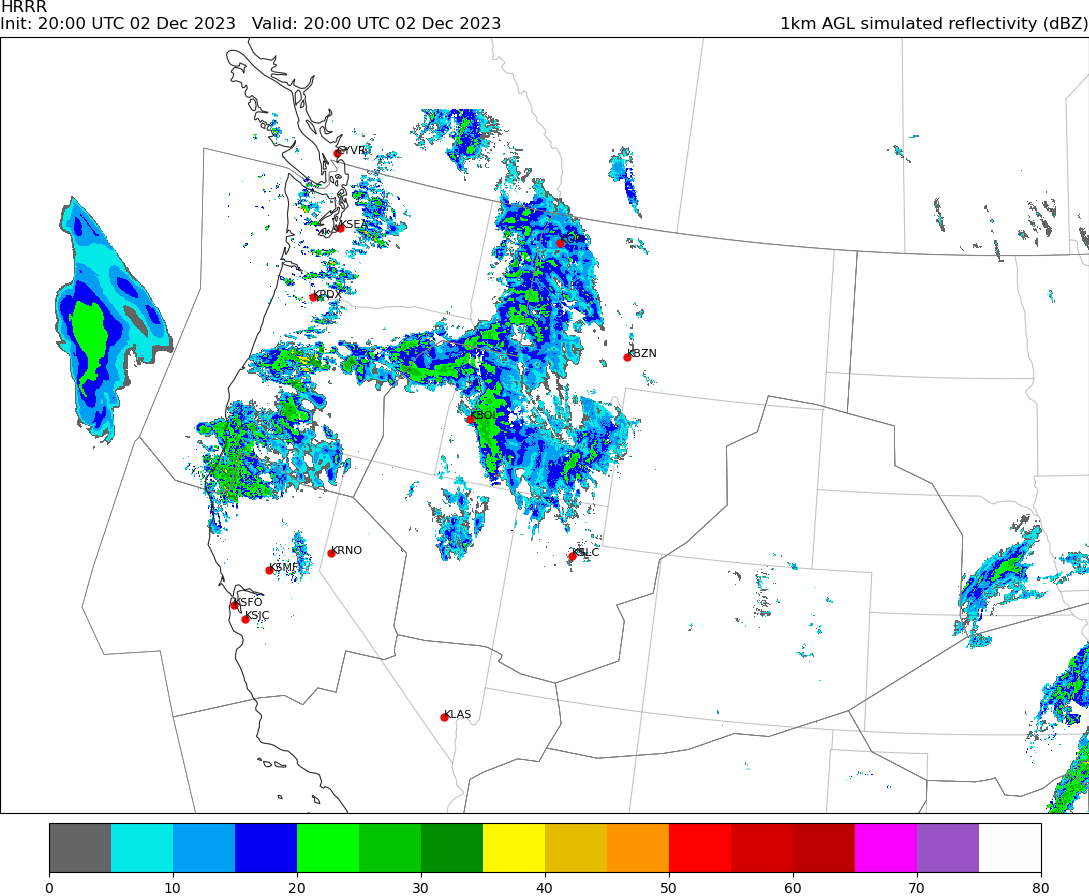 HRRR
Init: 20:00 UTC 02 Dec 2023   Valid: 20:00 UTC 02 Dec 2023   1km AGL simulated reflectivity (dBZ)
CYVR
KSEA
KPDX
KBZN
KBOI
KRNO
KSLC
KSMF
KSFO
KSJC
KLAS
0 10 20 30 40 50 60 70 80